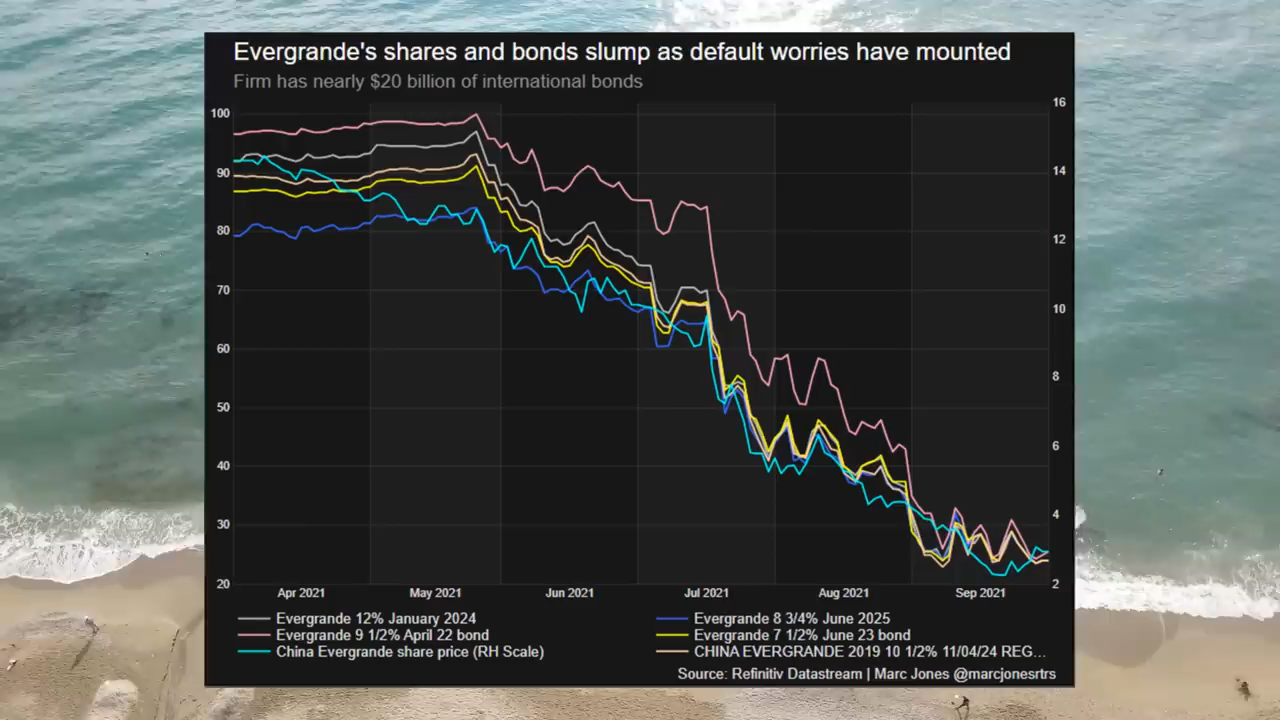 Evergrande's shares and bonds slump as default worries have mounted
Firm has nearly $20 billion of international bonds
100
90
80
70
60
50
40
30
20
16
14
12
10
8
6
4
2
Apr 2021 May 2021 Jun 2021 Jul 2021 Aug 2021 Sep 2021
Evergrande 12% January 2024
Evergrande 9 1/2% April 22 bond
China Evergrande share price (RH Scale)
Evergrande 8 3/4% June 2025
Evergrande 7 1/2% June 23 bond
CHINA EVERGRANDE 2019 10 1/2% 11/04/24 REG...
Source: Refinitiv Datastream | Marc Jones @marcjonesrtrs